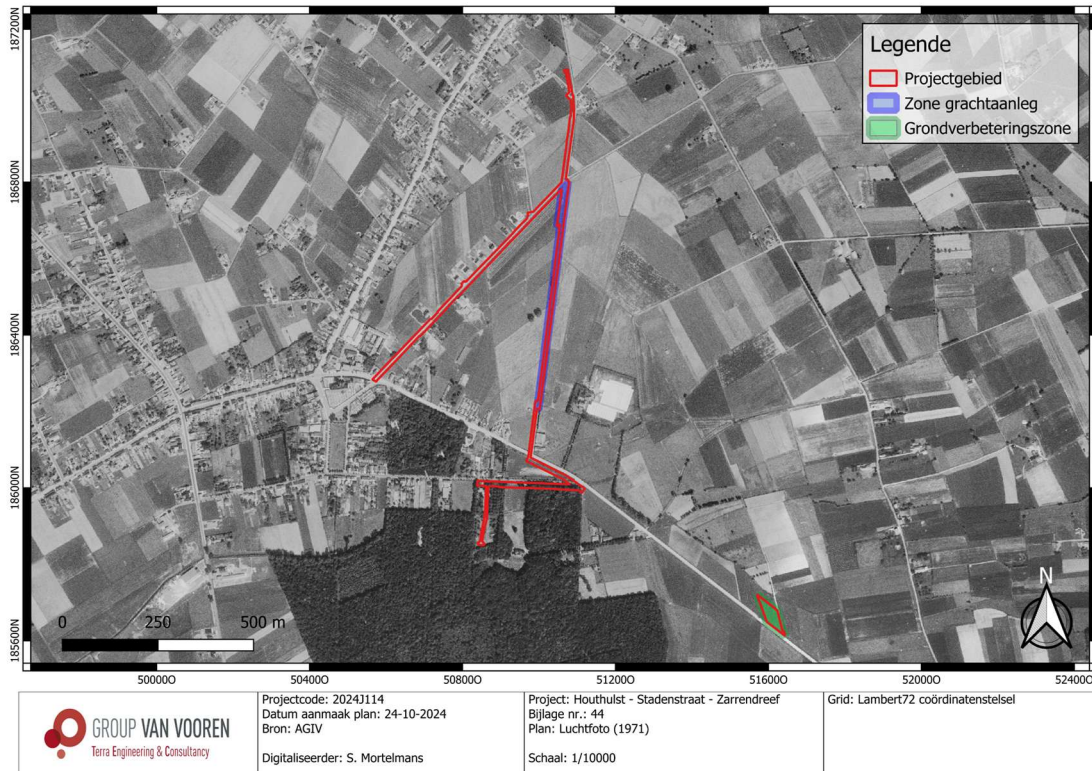 187200N
186800N
186400N
186000N
185600N
Legende
Projectgebied
Zone grachtaanleg
Grondverbeteringszone
N
0 250 500 m
500000 504000 508000 512000 516000 520000 524000
GROUP VAN VOOREN
Terra Engineering & Consultancy
Projectcode: 2024J114
Datum aanmaak plan: 24-10-2024
Bron: AGIV
Digitaliseerder: S. Mortelmans
Project: Houthulst - Stadenstraat - Zarrendreef
Bijlage nr.: 44
Plan: Luchtfoto (1971)
Schaal: 1/10000
Grid: Lambert72 coördinatenstelsel